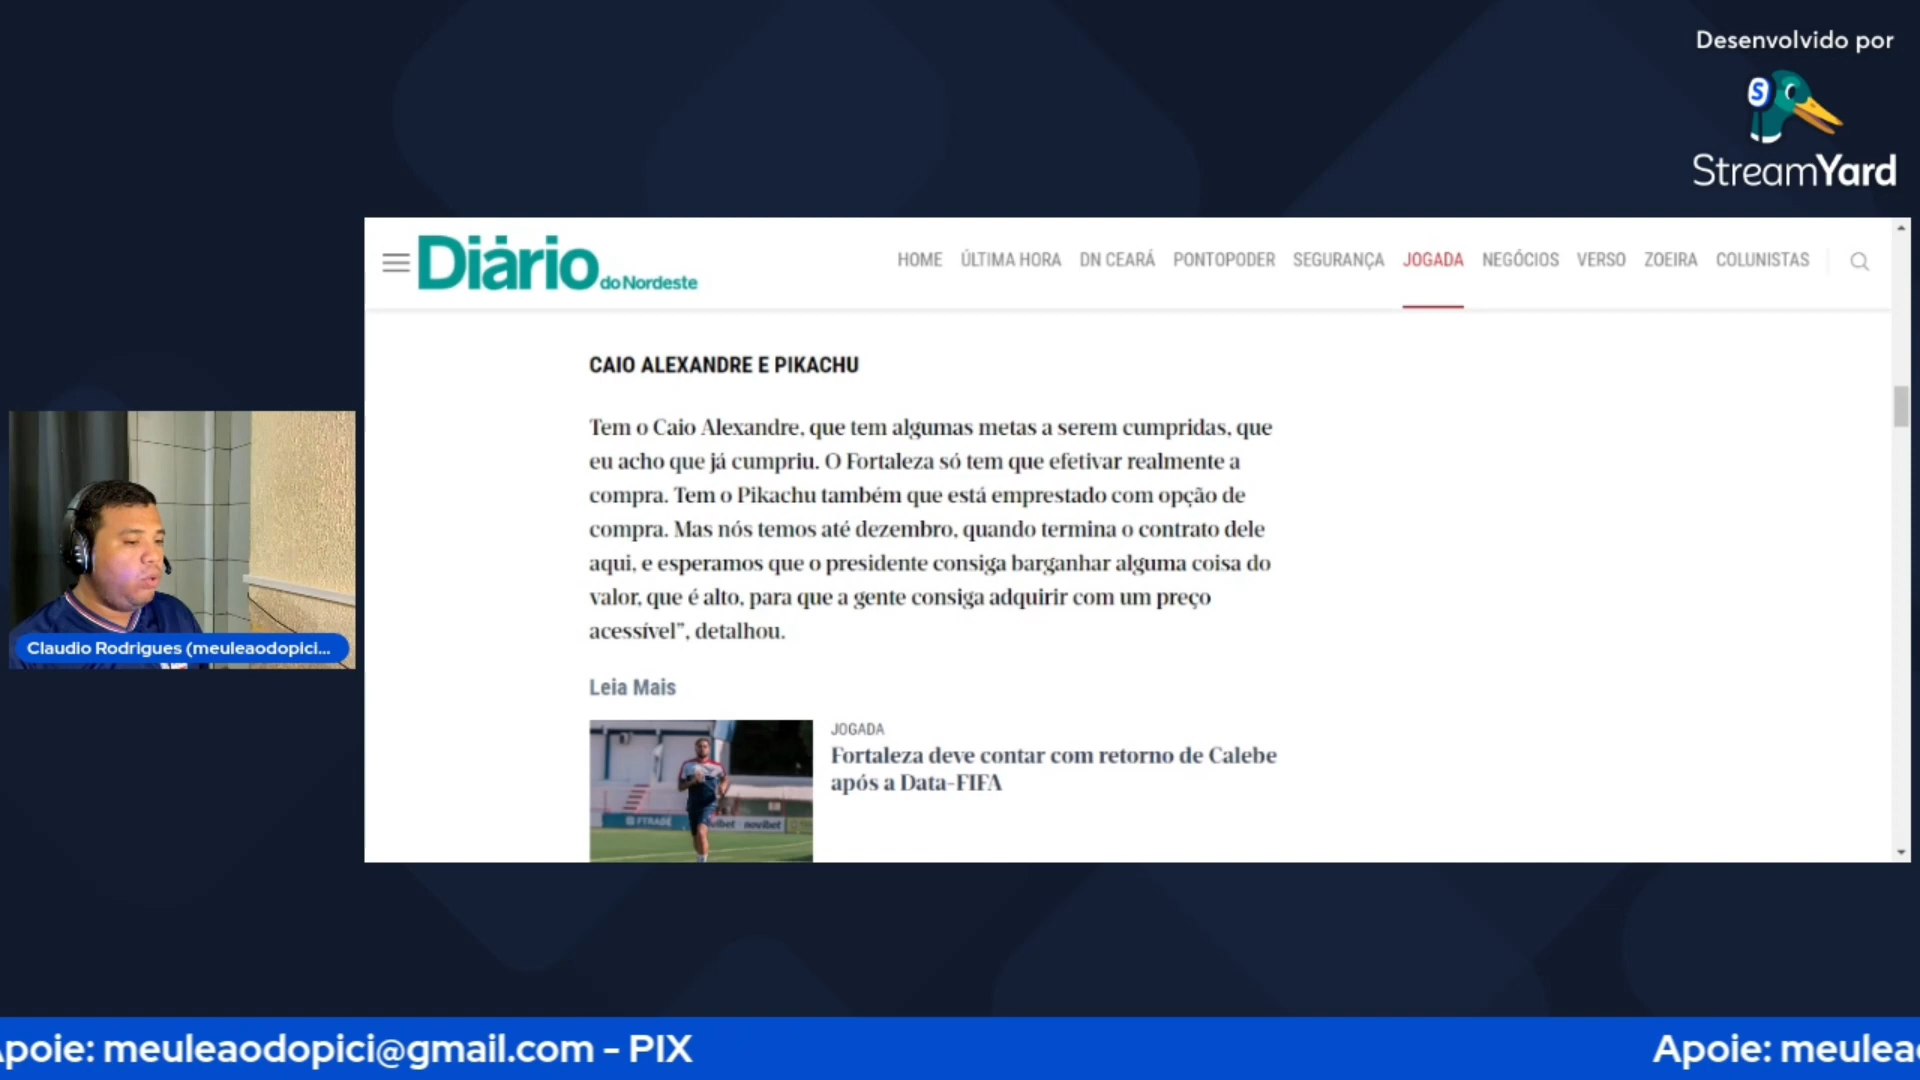 Desenvolvido por
StreamYard
Diário do Nordeste
HOME ÚLTIMA HORA DN CEARÁ PONTOPODER SEGURANÇA JOGADA NEGÓCIOS VERSO ZOEIRA COLUNISTAS
CAIO ALEXANDRE E PIKACHU
Tem o Caio Alexandre, que tem algumas metas a serem cumpridas, que
eu acho que já cumpriu. O Fortaleza só tem que efetivar realmente a
compra. Tem o Pikachu também que está emprestado com opção de
compra. Mas nós temos até dezembro, quando termina o contrato dele
aqui, e esperamos que o presidente consiga barganhar alguma coisa do
valor, que é alto, para que a gente consiga adquirir com um preço
acessível”, detalhou.
Leia Mais
JOGADA
Fortaleza deve contar com retorno de Calebe
após a Data-FIFA
FTRADE
novibet
Claudio Rodrigues (meuleaodopici...
poie: meuleaodopici@gmail.com - PIX
Apoie: meulea